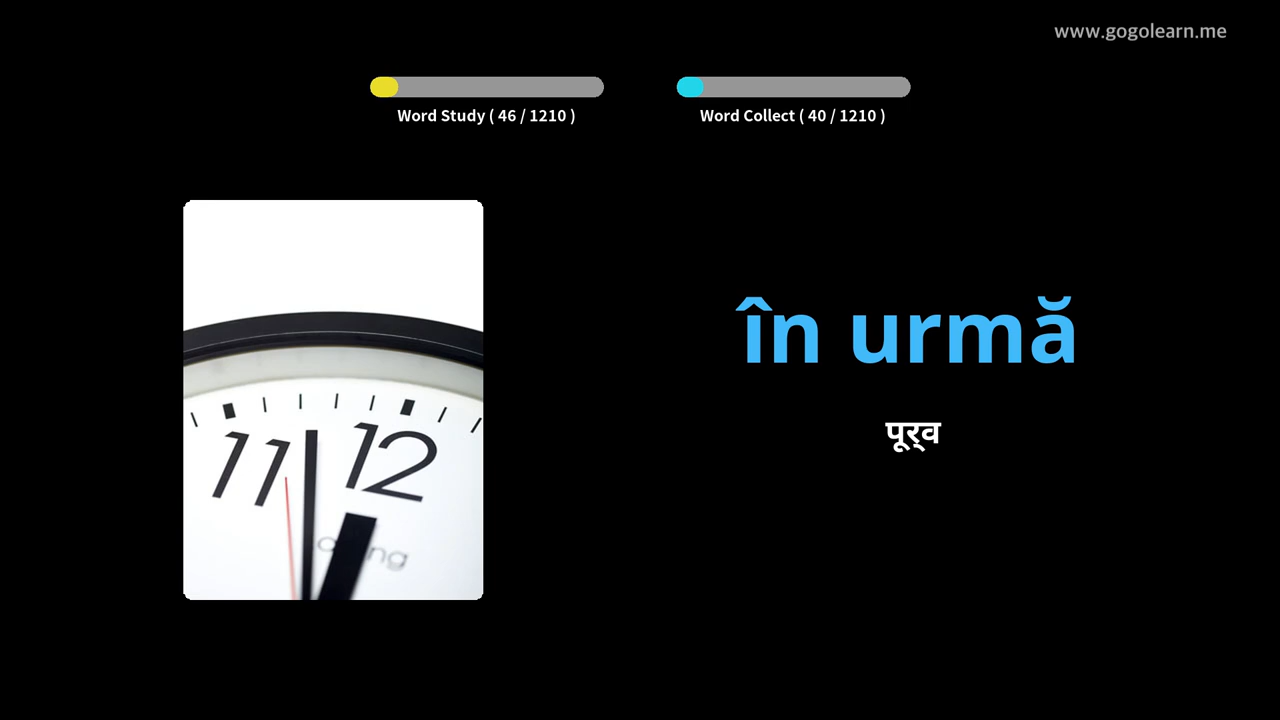 www.gogolearn.me
Word Study ( 46 / 1210 )
Word Collect ( 40 / 1210 )
11
12
în urmă
पूर्व